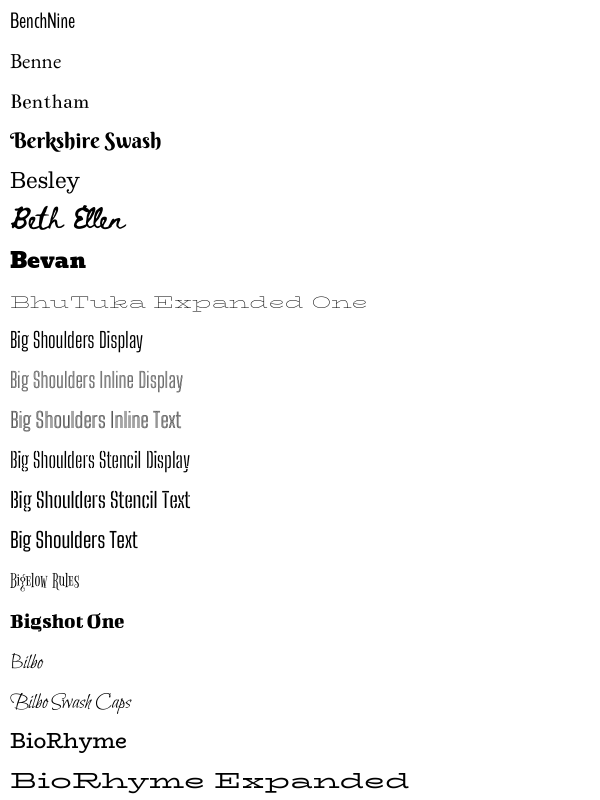 BenchNine
Benne
Bentham
Berkshire Swash
Besley
Beth Ellen
Bevan
BhuTuka Expanded One
Big Shoulders Display
Big Shoulders Inline Display
Big Shoulders Inline Text
Big Shoulders Stencil Display
Big Shoulders Stencil Text
Big Shoulders Text
Bigelow Rules
Bigshot One
Bilbo
Bilbo Swash Caps
BioRhyme
BioRhyme Expanded